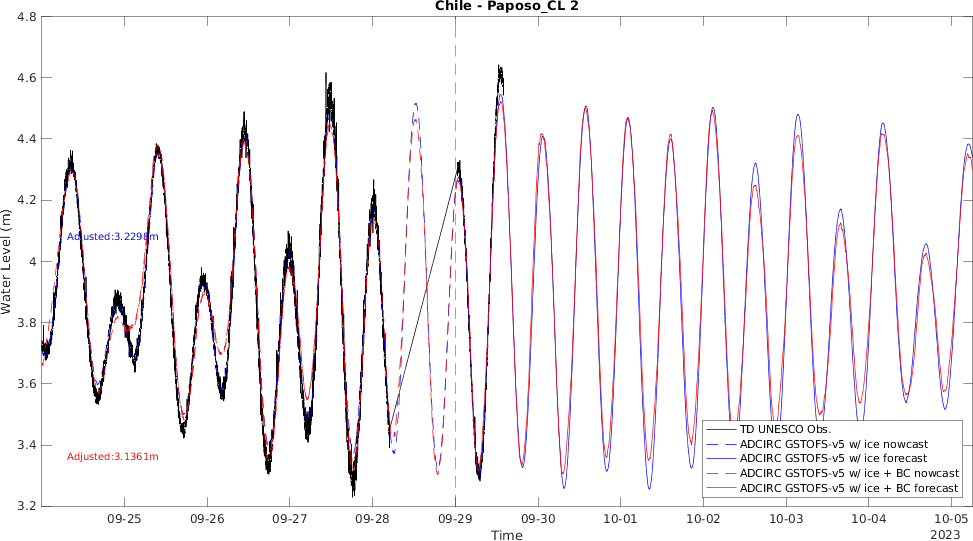 Chile - Paposo_CL 2
Water Level (m)
4.8
4.6
4.4
4.2
4
3.8
3.6
3.4
3.2
Adjusted:3.2298m
Adjusted:3.1361m
TD UNESCO Obs.
ADCIRC GSTOFS-v5 w/ ice nowcast
ADCIRC GSTOFS-v5 w/ ice forecast
ADCIRC GSTOFS-v5 w/ ice + BC nowcast
ADCIRC GSTOFS-v5 w/ ice + BC forecast
09-25 09-26 09-27 09-28 09-29 09-30 10-01 10-02 10-03 10-04 10-05
2023
Time